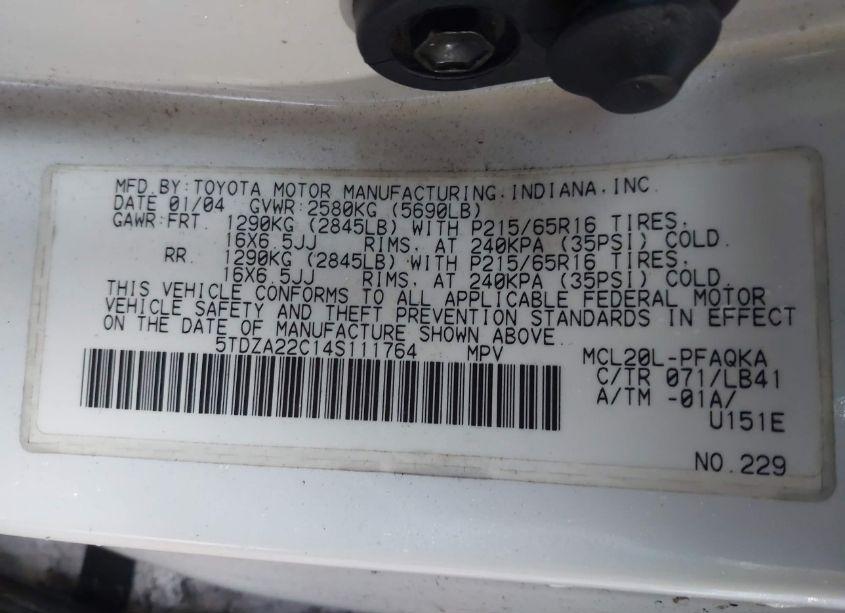 MFD.BY:TOYOTA MOTOR MANUFACTURING.INDIANA.INC.
DATE 01/04 GVWR:2580KG (5690LB)
GAWR:FRT 1290KG (2845LB) WITH P215/65R16 TIRES,
16X6.5JJ RIMS, AT 240KPA (35PSI) COLD.
RR 1290KG (2845LB) WITH P215/65R16 TIRES,
16X6.5JJ RIMS, AT 240KPA (35PSI) COLD.
THIS VEHICLE CONFORMS TO ALL APPLICABLE FEDERAL MOTOR
VEHICLE SAFETY AND THEFT PREVENTION STANDARDS IN EFFECT
ON THE DATE OF MANUFACTURE SHOWN ABOVE.
5TDZA22C14S111764 MPV
MCL20L-PFAQKA
C/TR 071/LB41
A/TM -01A/
U151E
NO.229